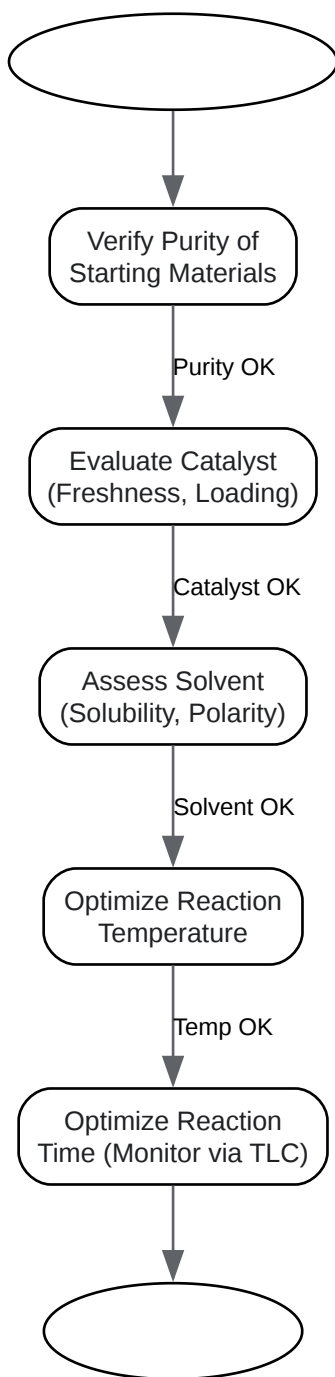 Verify Purity of
Starting Materials
Purity OK
Evaluate Catalyst
(Freshness, Loading)
Catalyst OK
Assess Solvent
(Solubility, Polarity)
Solvent OK
Optimize Reaction
Temperature
Temp OK
Optimize Reaction
Time (Monitor via TLC)